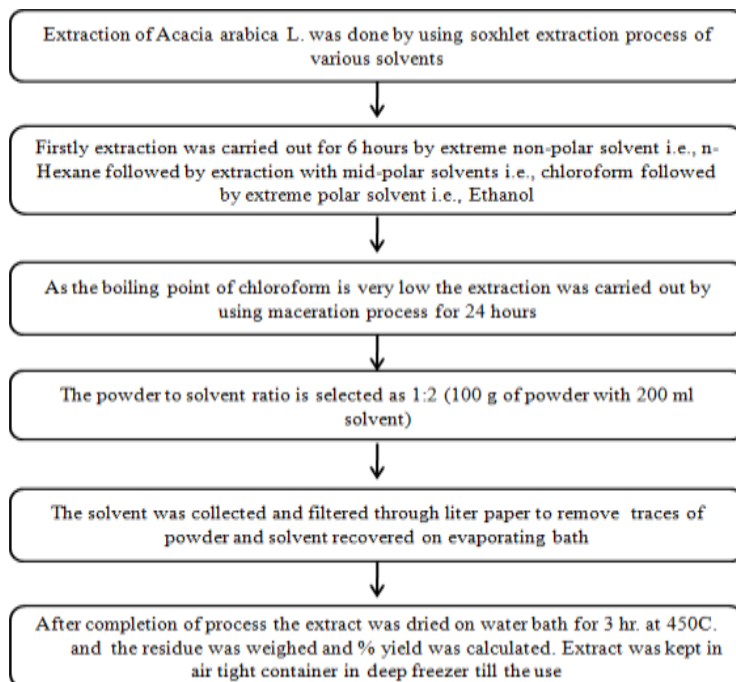 Extraction of Acacia arabica L. was done by using soxhlet extraction process of
various solvents
Firstly extraction was carried out for 6 hours by extreme non-polar solvent i.e., n-
Hexane followed by extraction with mid-polar solvents i.e., chloroform followed
by extreme polar solvent i.e., Ethanol
As the boiling point of chloroform is very low the extraction was carried out by
using maceration process for 24 hours
The powder to solvent ratio is selected as 1:2 (100 g of powder with 200 ml
solvent)
The solvent was collected and filtered through liter paper to remove traces of
powder and solvent recovered on evaporating bath
After completion of process the extract was dried on water bath for 3 hr. at 450C.
and the residue was weighed and % yield was calculated. Extract was kept in
air tight container in deep freezer till the use